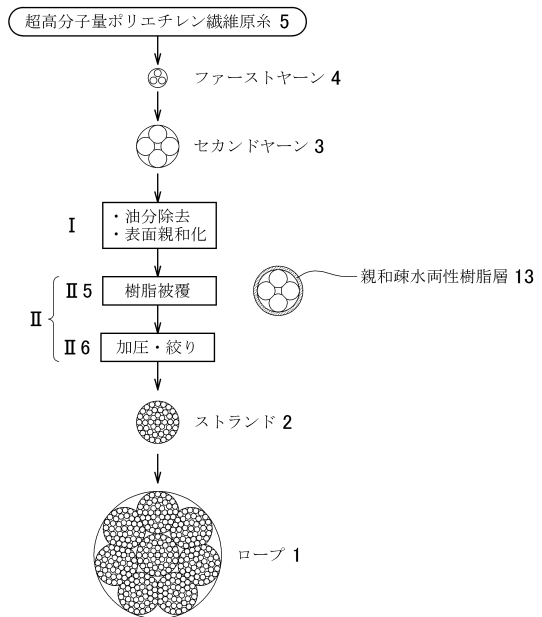 超高分子量ポリエチレン繊維原糸 5
ファーストヤーン 4
セカンドヤーン 3
Ⅰ
・油分除去
・表面親和化
Ⅱ
Ⅱ5 樹脂被覆
親和疎水両性樹脂層 13
Ⅱ6 加圧・絞り
ストランド 2
ロープ 1